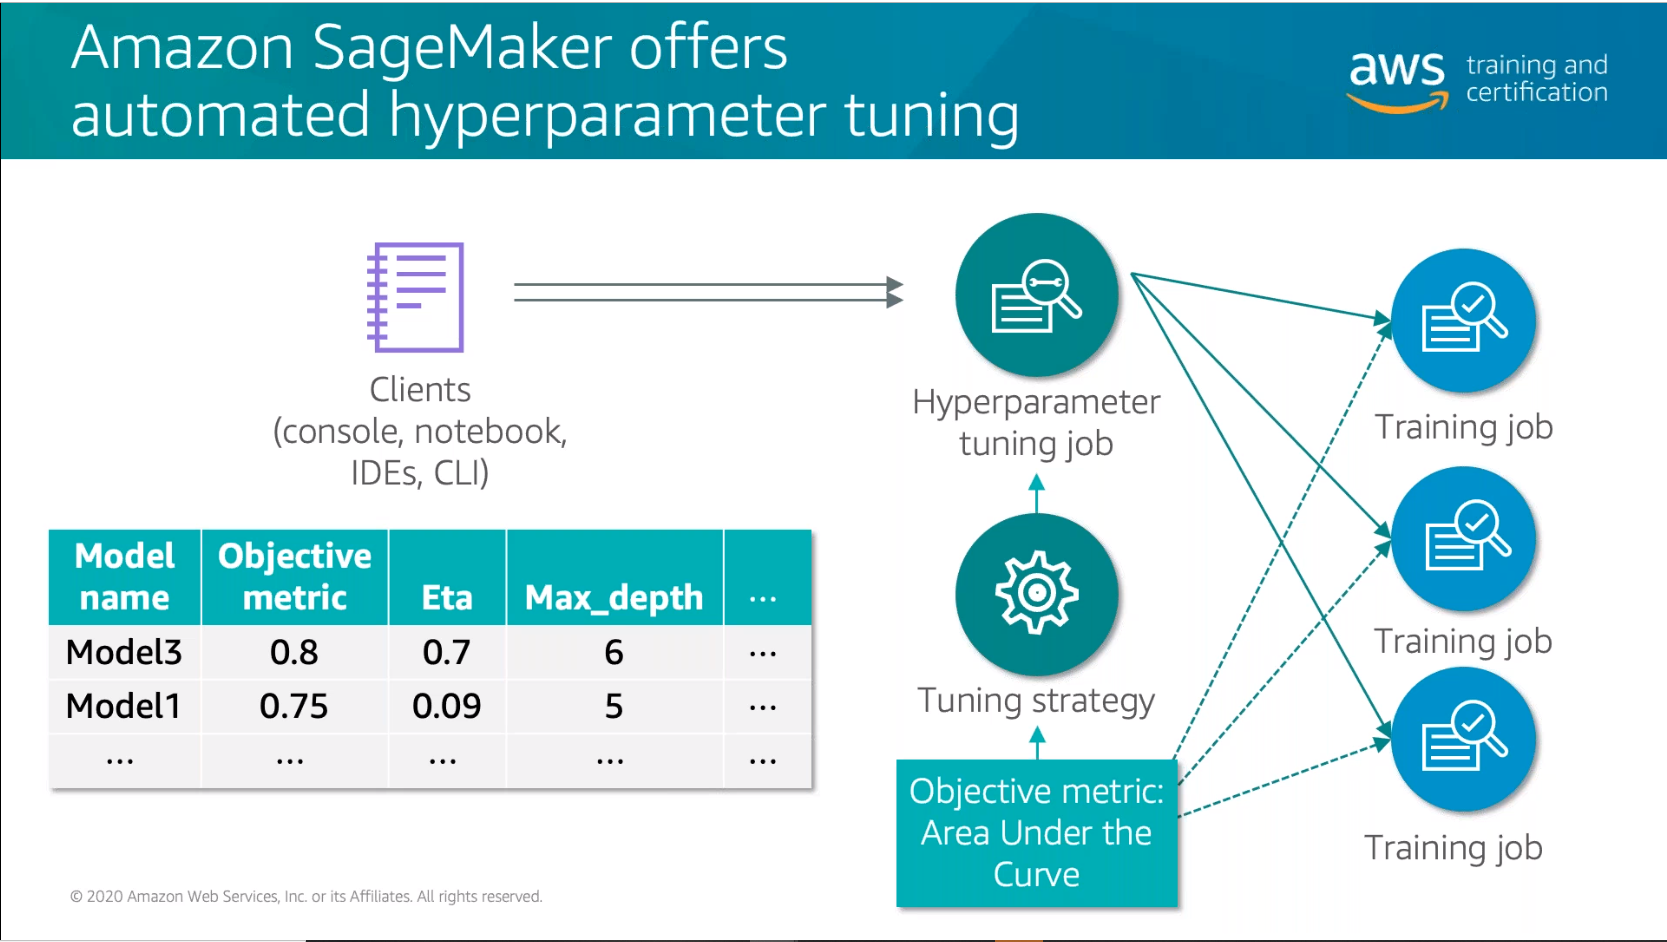 Amazon SageMaker offers
automated hyperparameter tuning
aws
training and
certification
Clients
(console, notebook,
IDEs, CLI)
Hyperparameter
tuning job
Training job
Training job
Training job
Tuning strategy
Objective metric:
Area Under the
Curve
Model name Objective metric Eta Max_depth ...
Model3 0.8 0.7 6 ...
Model1 0.75 0.09 5 ...
... ... ... ... ...
© 2020 Amazon Web Services, Inc. or its Affiliates. All rights reserved.